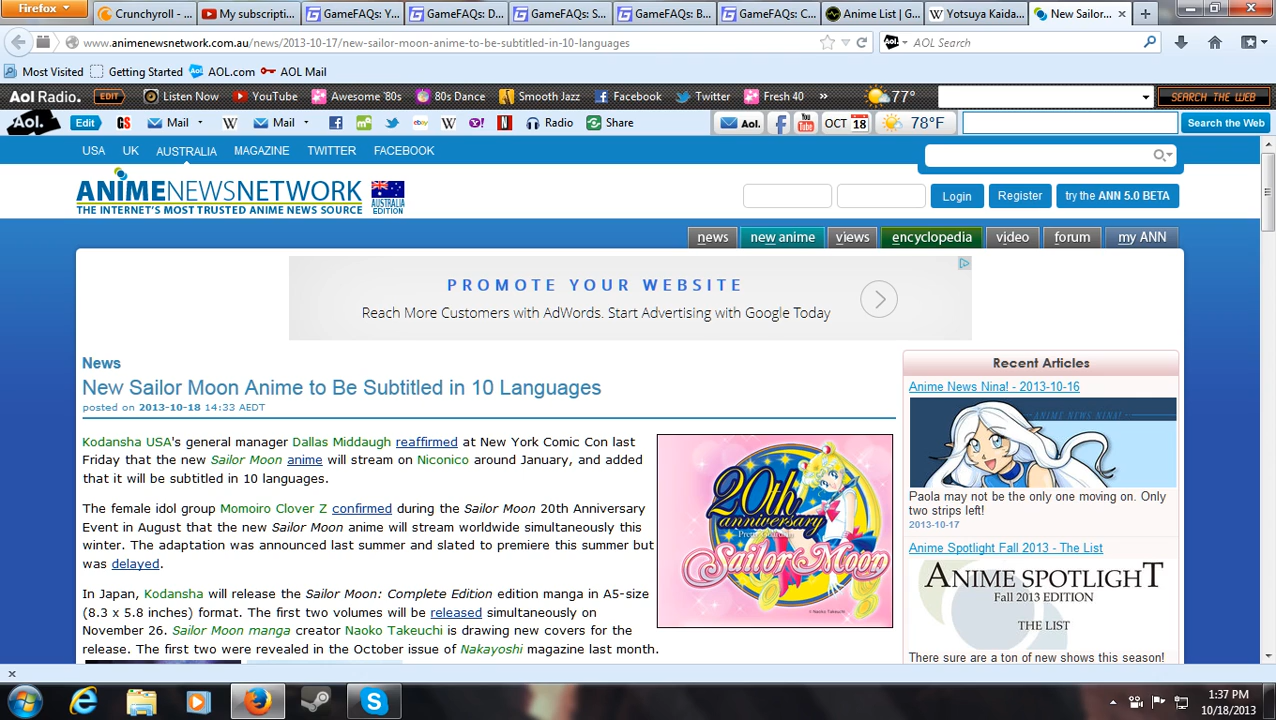 Firefox
Crunchyroll - ...
My subscripti...
GameFAQs: Y...
GameFAQs: D...
GameFAQs: S...
GameFAQs: B...
GameFAQs: C...
Anime List | G...
Yotsuya Kaida...
New Sailor...
www.animenewsnetwork.com.au/news/2013-10-17/new-sailor-moon-anime-to-be-subtitled-in-10-languages
AOL Search
Most Visited Getting Started AOL.com AOL Mail
Aol Radio. EDIT Listen Now YouTube Awesome '80s 80s Dance Smooth Jazz Facebook Twitter Fresh 40 77° SEARCH THE WEB
Aol. Edit GS Mail W Mail ebay W Y! N Radio Share Aol. You Tube OCT 18 78°F Search the Web
USA UK AUSTRALIA MAGAZINE TWITTER FACEBOOK
ANIMENEWSNETWORK
THE INTERNET'S MOST TRUSTED ANIME NEWS SOURCE
AUSTRALIA
EDITION
Login Register try the ANN 5.0 BETA
news new anime views encyclopedia video forum my ANN
PROMOTE YOUR WEBSITE
Reach More Customers with AdWords. Start Advertising with Google Today
News
New Sailor Moon Anime to Be Subtitled in 10 Languages
posted on 2013-10-18 14:33 AEDT
Kodansha USA's general manager Dallas Middaugh reaffirmed at New York Comic Con last
Friday that the new Sailor Moon anime will stream on Niconico around January, and added
that it will be subtitled in 10 languages.
The female idol group Momoiro Clover Z confirmed during the Sailor Moon 20th Anniversary
Event in August that the new Sailor Moon anime will stream worldwide simultaneously this
winter. The adaptation was announced last summer and slated to premiere this summer but
was delayed.
In Japan, Kodansha will release the Sailor Moon: Complete Edition edition manga in A5-size
(8.3 x 5.8 inches) format. The first two volumes will be released simultaneously on
November 26. Sailor Moon manga creator Naoko Takeuchi is drawing new covers for the
release. The first two were revealed in the October issue of Nakayoshi magazine last month.
20th
anniversary
Sailor Moon
© Naoko Takeuchi
Recent Articles
Anime News Nina! - 2013-10-16
ANIME NEWS NINA!
Paola may not be the only one moving on. Only
two strips left!
2013-10-17
Anime Spotlight Fall 2013 - The List
ANIME SPOTLIGHT
Fall 2013 EDITION
THE LIST
There sure are a ton of new shows this season!
1:37 PM
10/18/2013